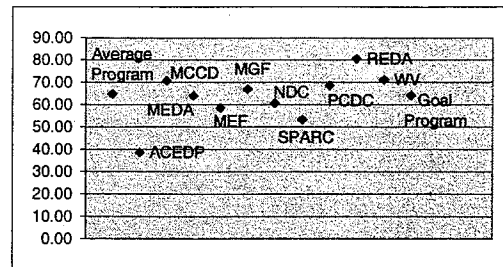 90.00
80.00
70.00
60.00
50.00
40.00
30.00
20.00
10.00
0.00
Average
Program
ACEDP
MCCD
MEDA
MEF
MGF
NDC
SPARC
PCDC
REDA
WV
Goal
Program